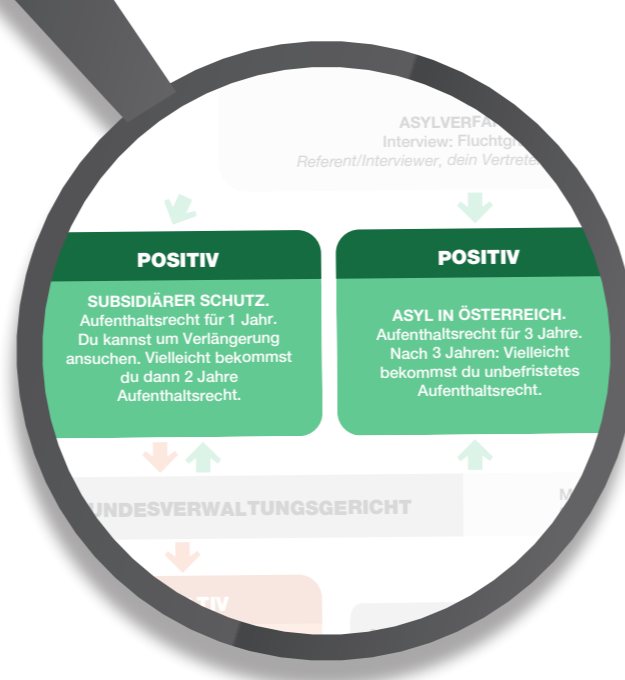 ASYLVERFA
Interview: Fluchtgr
Referent/Interviewer, dein Vertrete
POSITIV
SUBSIDIÄRER SCHUTZ.
Aufenthaltsrecht für 1 Jahr.
Du kannst um Verlängerung
ansuchen. Vielleicht bekommst
du dann 2 Jahre
Aufenthaltsrecht.
POSITIV
ASYL IN ÖSTERREICH.
Aufenthaltsrecht für 3 Jahre.
Nach 3 Jahren: Vielleicht
bekommst du unbefristetes
Aufenthaltsrecht.
UNDESVERWALTUNGSGERICHT
M
TIV